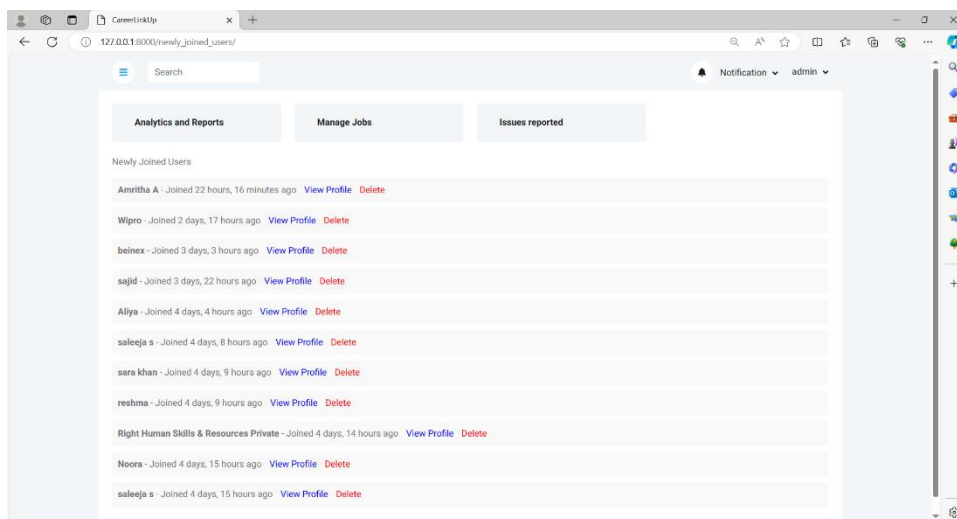 CareerLinkUp
127.0.0.1:8000/newly_joined_users/
Search
Notification
admin
Analytics and Reports
Manage Jobs
Issues reported
Newly Joined Users
Amritha A - Joined 22 hours, 16 minutes ago View Profile Delete
Wipro - Joined 2 days, 17 hours ago View Profile Delete
beinex - Joined 3 days, 3 hours ago View Profile Delete
sajid - Joined 3 days, 22 hours ago View Profile Delete
Aliya - Joined 4 days, 4 hours ago View Profile Delete
saleeja s - Joined 4 days, 8 hours ago View Profile Delete
sara khan - Joined 4 days, 9 hours ago View Profile Delete
reshma - Joined 4 days, 9 hours ago View Profile Delete
Right Human Skills & Resources Private - Joined 4 days, 14 hours ago View Profile Delete
Noora - Joined 4 days, 15 hours ago View Profile Delete
saleeja s - Joined 4 days, 15 hours ago View Profile Delete